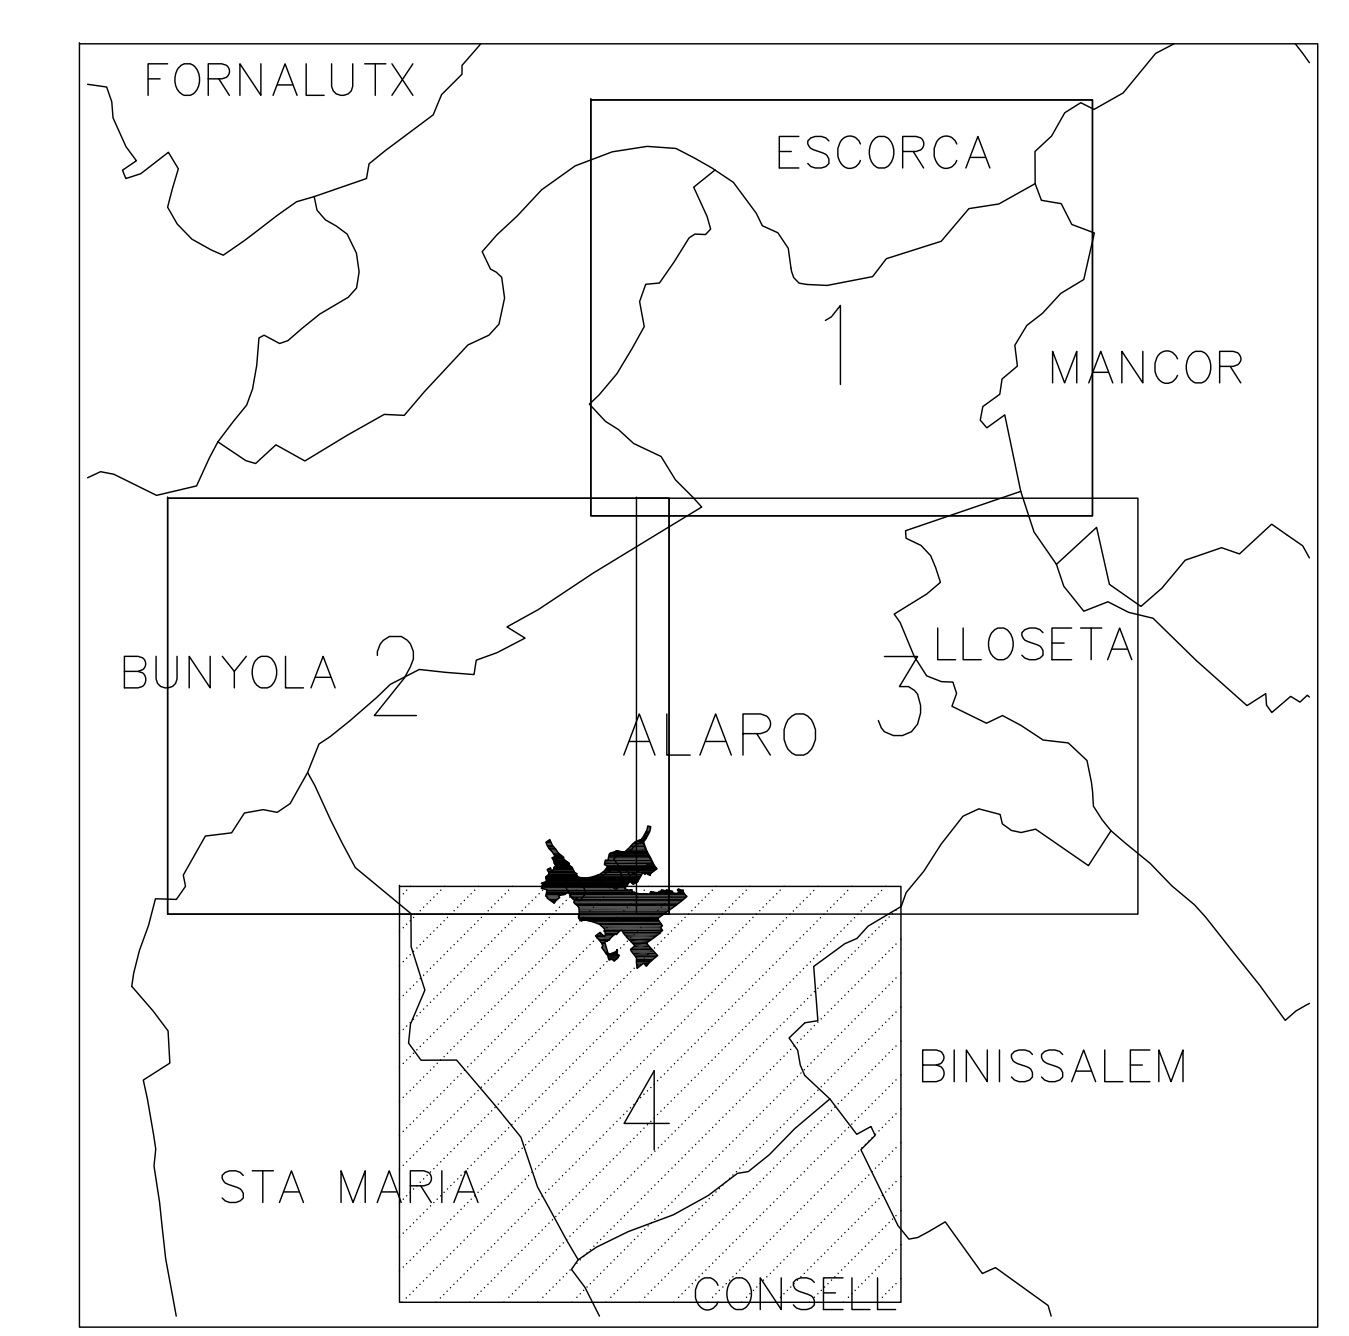 FORNALUTX
ESCORCA
1
MANCOR
BUNYOLA
2
3
LLOSETA
ALARO
BINISSALEM
4
STA MARIA
CONSELL